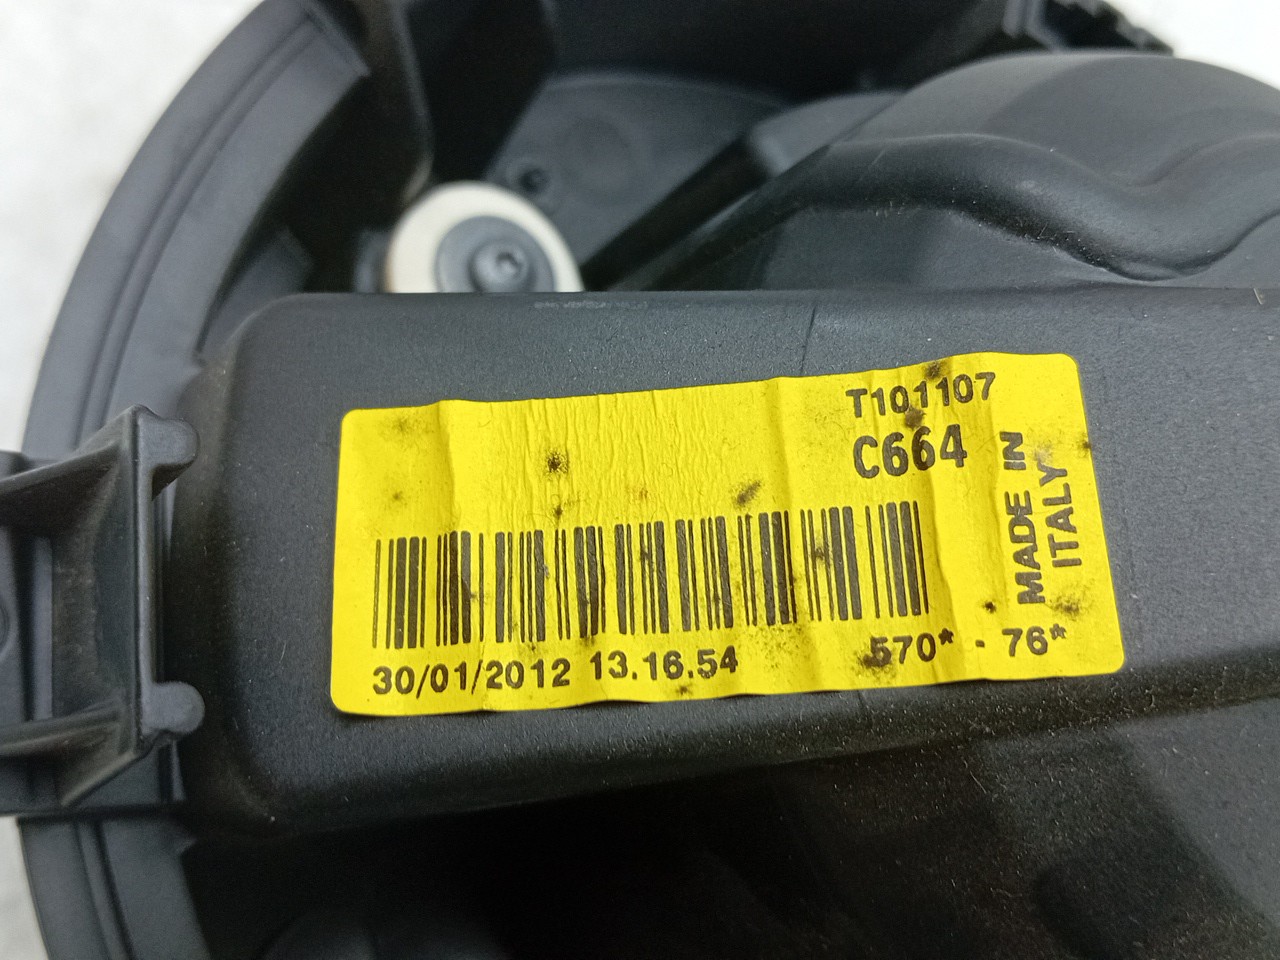 T101107
C664
MADE IN
ITALY
30/01/2012 13.16.54
570* - 76*